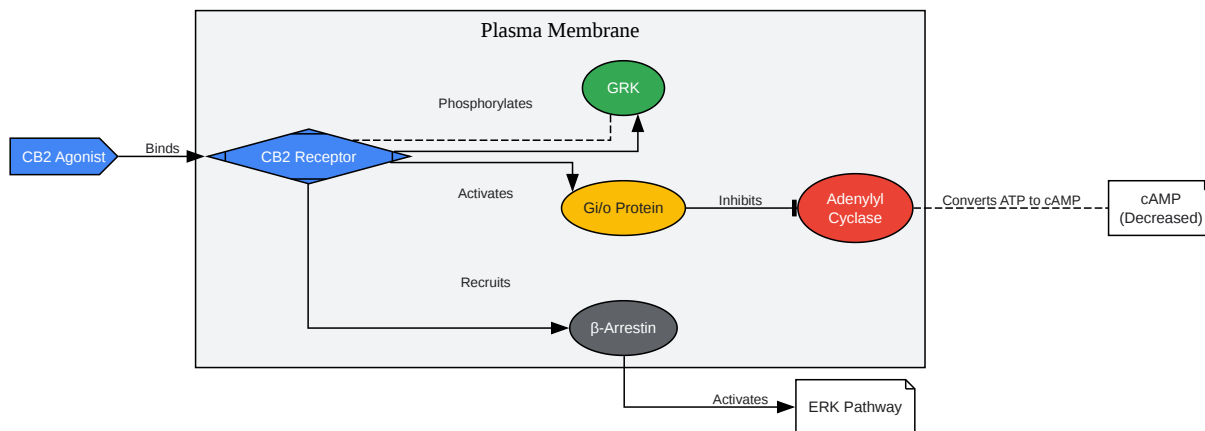 Plasma Membrane
GRK
Phosphorylates
CB2 Agonist
Binds
CB2 Receptor
Activates
Gi/o Protein
Inhibits
Adenylyl
Cyclase
Converts ATP to cAMP
cAMP
(Decreased)
Recruits
β-Arrestin
Activates
ERK Pathway